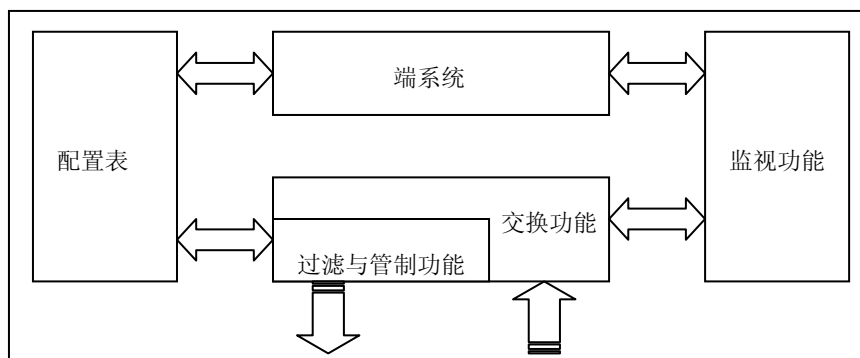 端系统
配置表
监视功能
交换功能
过滤与管制功能